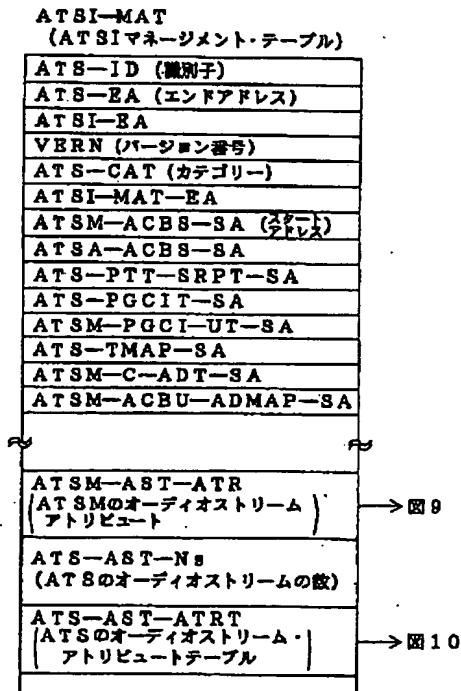 ATSI—MAT
(ATSIマネージメント・テーブル)
ATS—ID (識別子)
ATS—EA (エンドアドレス)
ATSI—EA
VERN (バージョン番号)
ATS—CAT (カテゴリー)
ATSI—MAT—EA
ATSM—ACBS—SA (スタートアドレス)
ATSA—ACBS—SA
ATS—PTT—SRPT—SA
ATS—PGCIT—SA
ATSM—PGCI—UT—SA
ATS—TMAP—SA
ATSM—C—ADT—SA
ATSM—ACBU—ADMAP—SA
ATSM—AST—ATR
(ATSMのオーディオストリーム
アトリビュート)
→図9
ATS—AST—Ns
(ATSのオーディオストリームの数)
ATS—AST—ATRT
(ATSのオーディオストリーム・
アトリビュートテーブル)
→図10